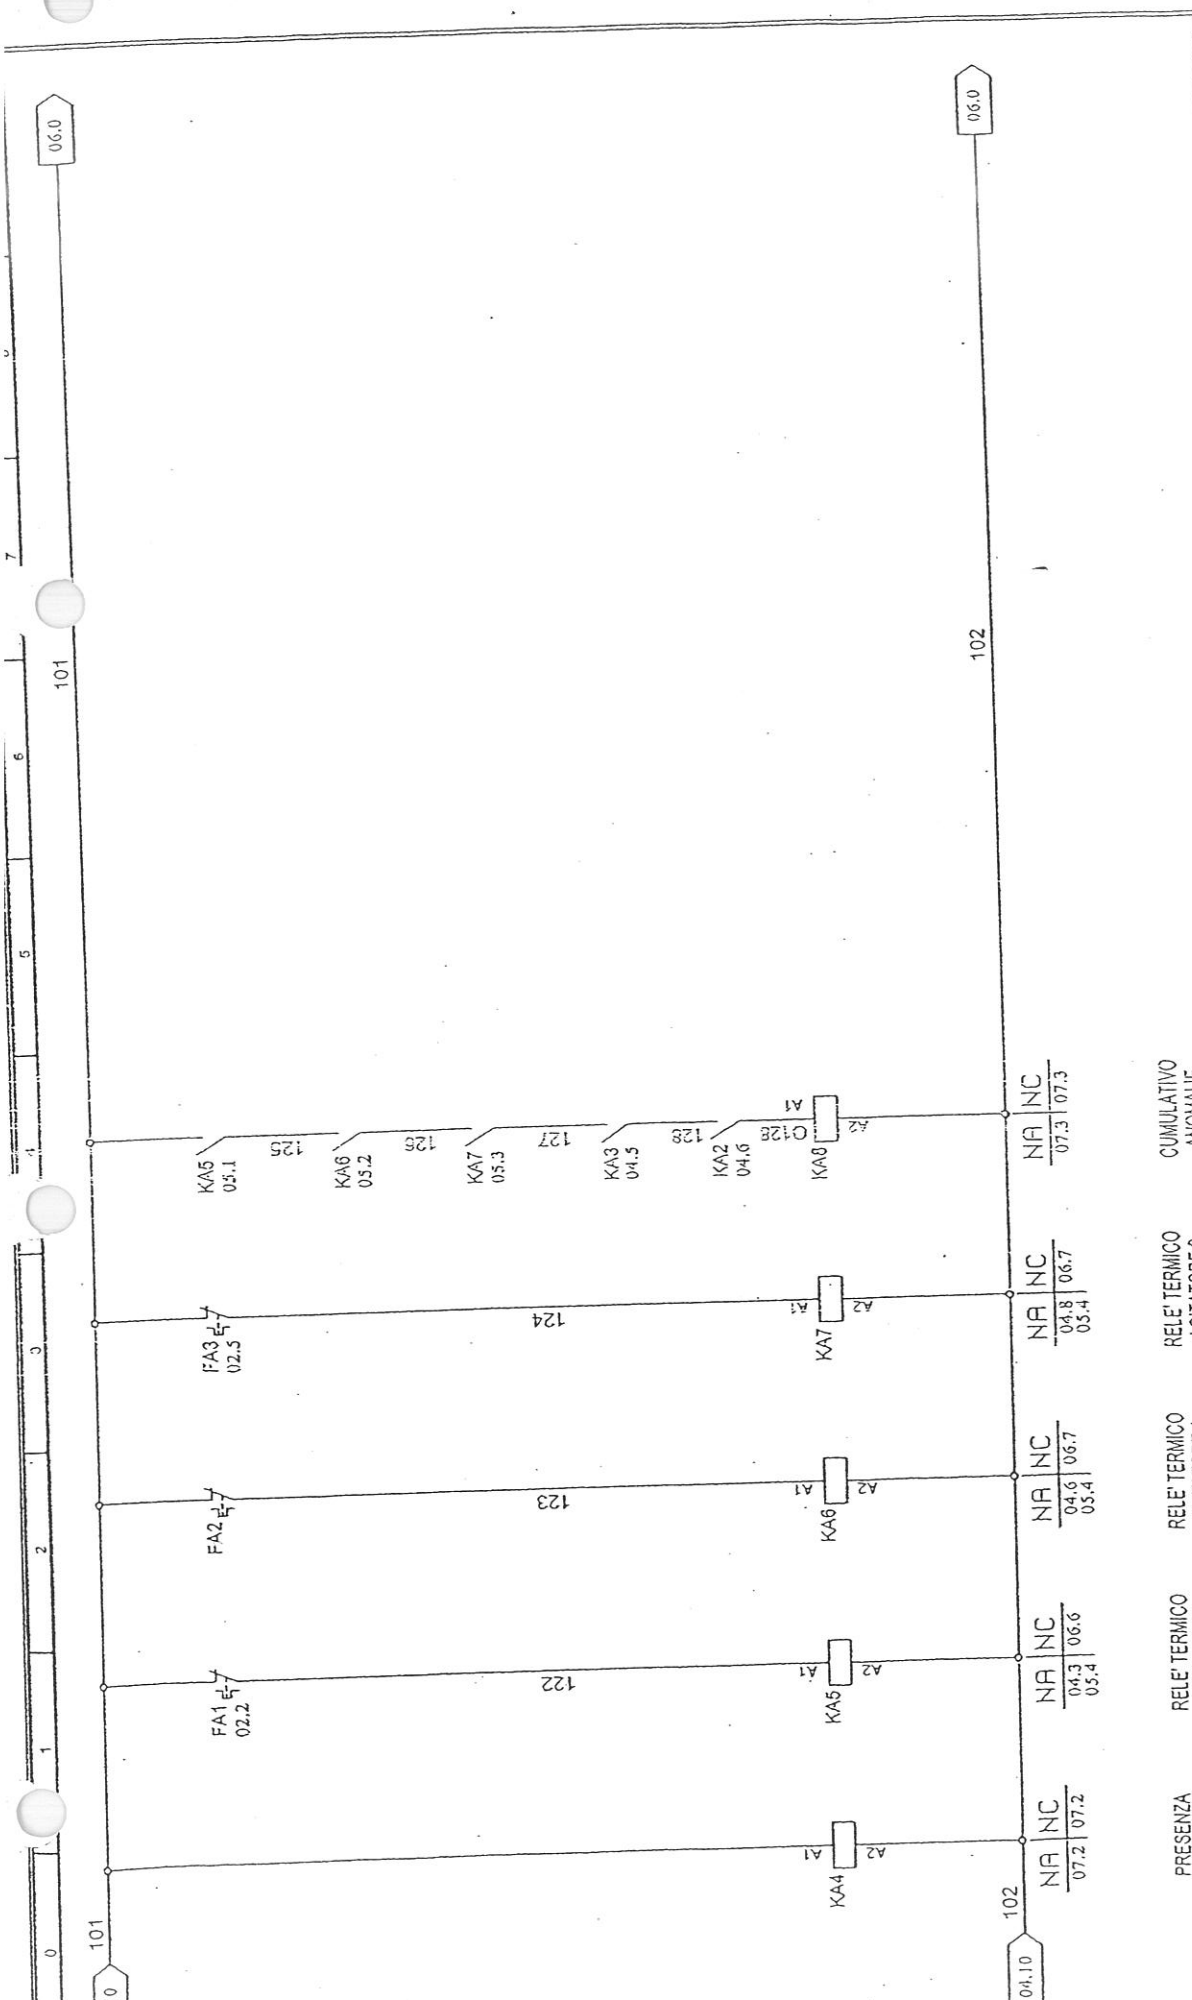 0
1
2
3
4
5
6
7
101
101
06.0
0
FA1
02.2
FA2
FA3
02.5
KA5
05.1
125
KA6
05.2
126
KA7
05.3
127
KA3
04.5
128
KA2
04.6
0128
122
123
124
A1
KA4
A2
A1
KA5
A2
A1
KA6
A2
A1
KA7
A2
A1
KA8
A2
04.10
102
102
06.0
NA NC
07.2 07.2
NA NC
04.3 06.6
05.4
NA NC
04.6 06.7
05.4
NA NC
04.8 06.7
05.4
NA NC
07.3 07.3
PRESENZA
RELE' TERMICO
RELE' TERMICO
RELE' TERMICO
CUMULATIVO